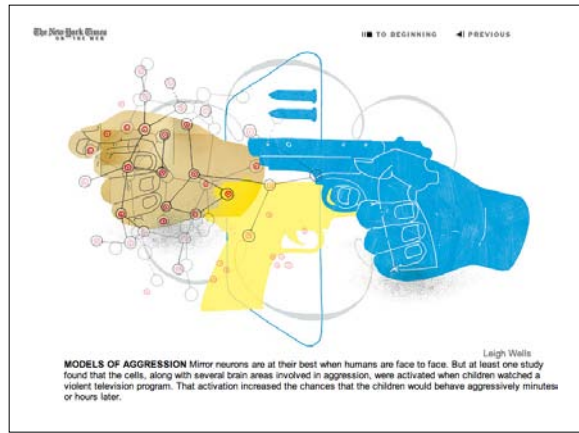 The New York Times
ON THE WEB
TO BEGINNING
PREVIOUS
Leigh Wells
MODELS OF AGGRESSION Mirror neurons are at their best when humans are face to face. But at least one study
found that the cells, along with several brain areas involved in aggression, were activated when children watched a
violent television program. That activation increased the chances that the children would behave aggressively minutes
or hours later.